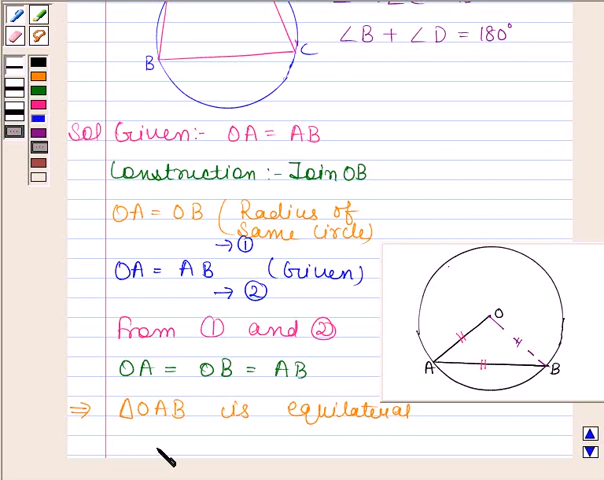 ∠B + ∠D = 180°
B
C
Sol Given:- OA = AB
Construction :- Join OB
OA = OB (Radius of
Same circle)
→ ①
OA = AB (Given)
→ ②
From ① and ②
OA = OB = AB
⇒ △OAB is equilateral
O
A
B